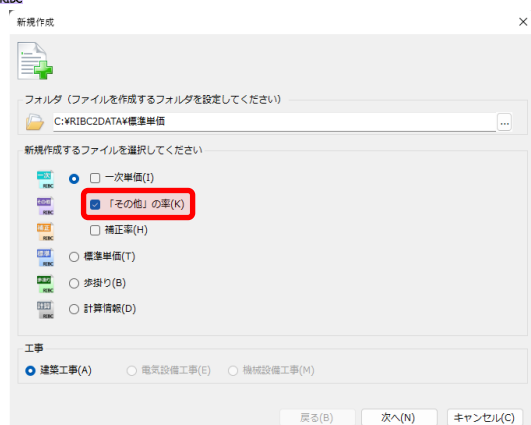 新規作成
フォルダ（ファイルを作成するフォルダを設定してください）
C:¥RIBC2DATA¥標準単価
...
新規作成するファイルを選択してください
一次単価(I)
「その他」の率(K)
補正率(H)
標準単価(T)
歩掛り(B)
計算情報(D)
工事
建築工事(A)
電気設備工事(E)
機械設備工事(M)
戻る(B)
次へ(N)
キャンセル(C)